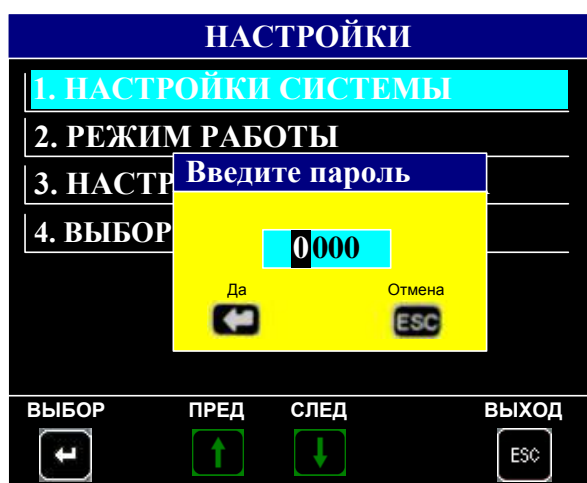 НАСТРОЙКИ
1. НАСТРОЙКИ СИСТЕМЫ
2. РЕЖИМ РАБОТЫ
3. НАСТР
4. ВЫБОР
Введите пароль
0000
Да Отмена
ESC
ВЫБОР ПРЕД СЛЕД ВЫХОД
ESC